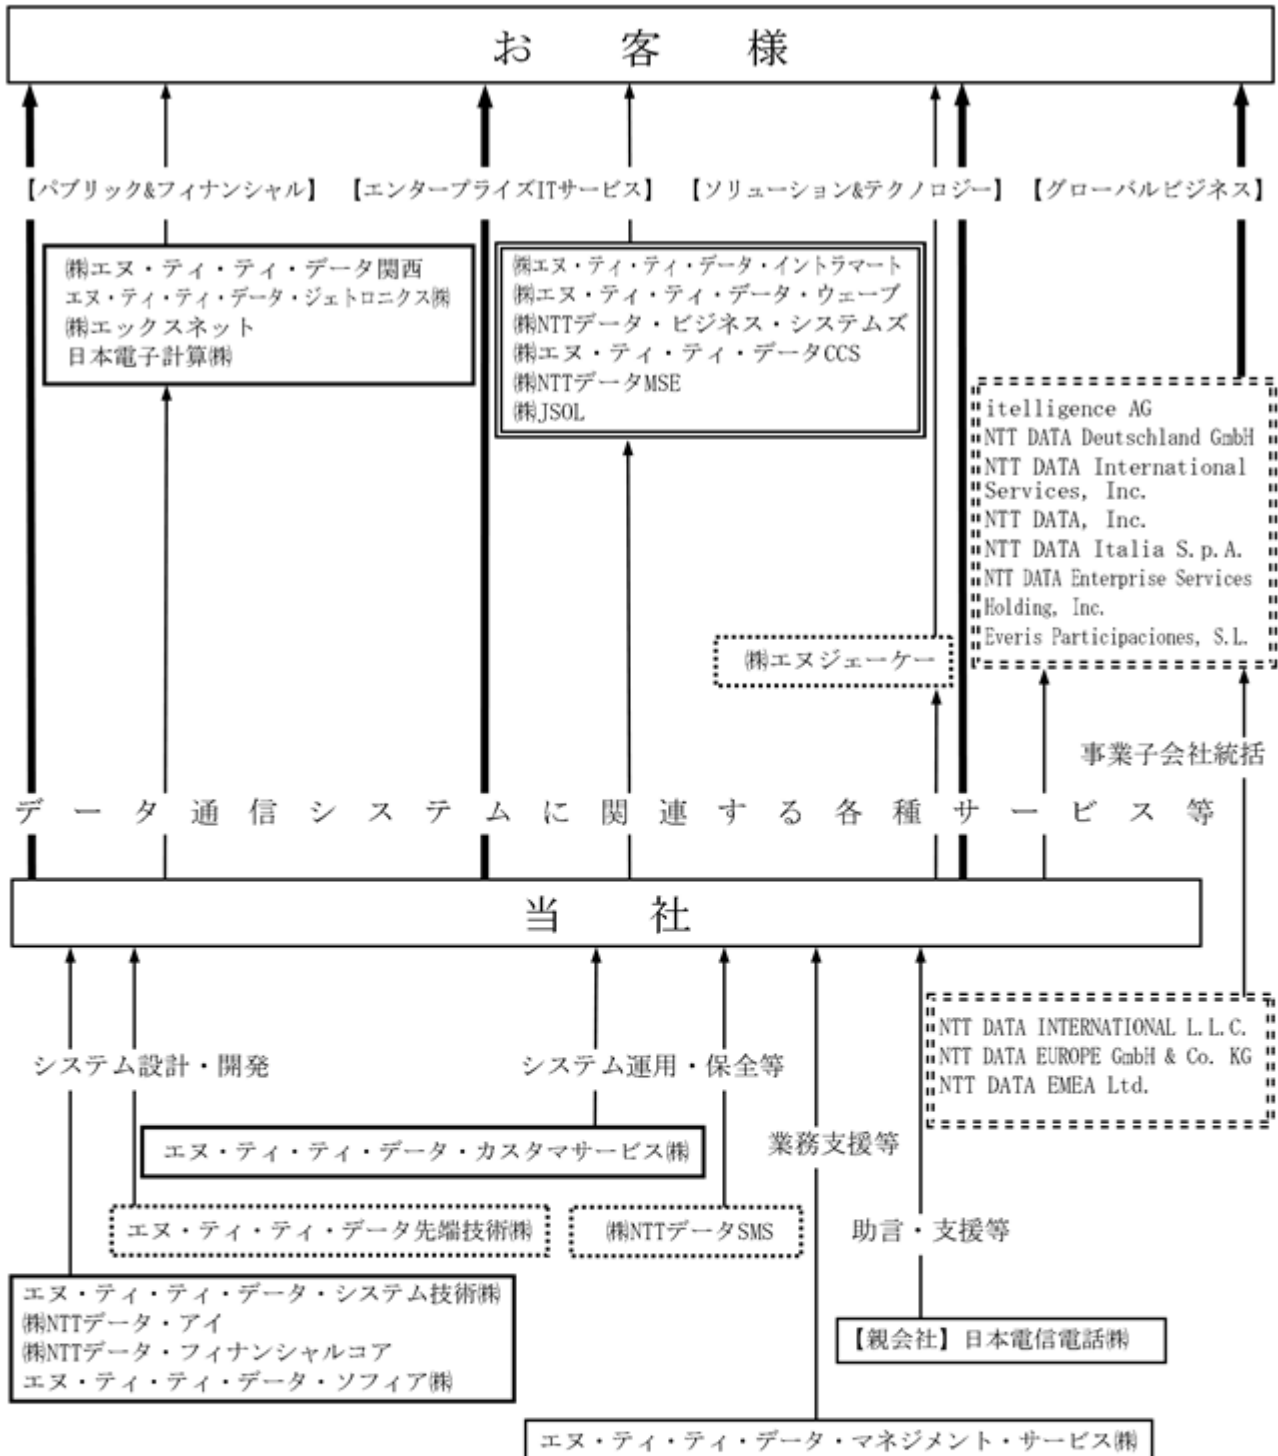 お客様
【パブリック&フィナンシャル】 【エンタープライズITサービス】 【ソリューション&テクノロジー】 【グローバルビジネス】
㈱エヌ・ティ・ティ・データ関西
エヌ・ティ・ティ・データ・ジェトロニクス㈱
㈱エックスネット
日本電子計算㈱
㈱エヌ・ティ・ティ・データ・イントラマート
㈱エヌ・ティ・ティ・データ・ウェーブ
㈱NTTデータ・ビジネス・システムズ
㈱エヌ・ティ・ティ・データCCS
㈱NTTデータMSE
㈱JSOL
itelligence AG
NTT DATA Deutschland GmbH
NTT DATA International
Services, Inc.
NTT DATA, Inc.
NTT DATA Italia S.p.A.
NTT DATA Enterprise Services
Holding, Inc.
Everis Participaciones, S.L.
㈱エヌジェーケー
事業子会社統括
データ通信システムに関連する各種サービス等
当社
NTT DATA INTERNATIONAL L.L.C.
NTT DATA EUROPE GmbH & Co. KG
NTT DATA EMEA Ltd.
システム設計・開発
システム運用・保全等
業務支援等
エヌ・ティ・ティ・データ・カスタマサービス㈱
エヌ・ティ・ティ・データ先端技術㈱
㈱NTTデータSMS
助言・支援等
エヌ・ティ・ティ・データ・システム技術㈱
㈱NTTデータ・アイ
㈱NTTデータ・フィナンシャルコア
エヌ・ティ・ティ・データ・ソフィア㈱
【親会社】日本電信電話㈱
エヌ・ティ・ティ・データ・マネジメント・サービス㈱